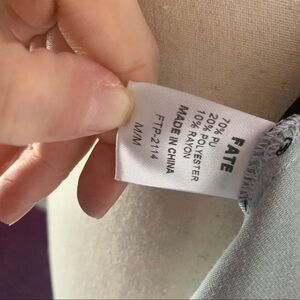 FATE
70% PU
20% POLYESTER
10% RAYON
MADE IN CHINA
FTP-2114
M/M